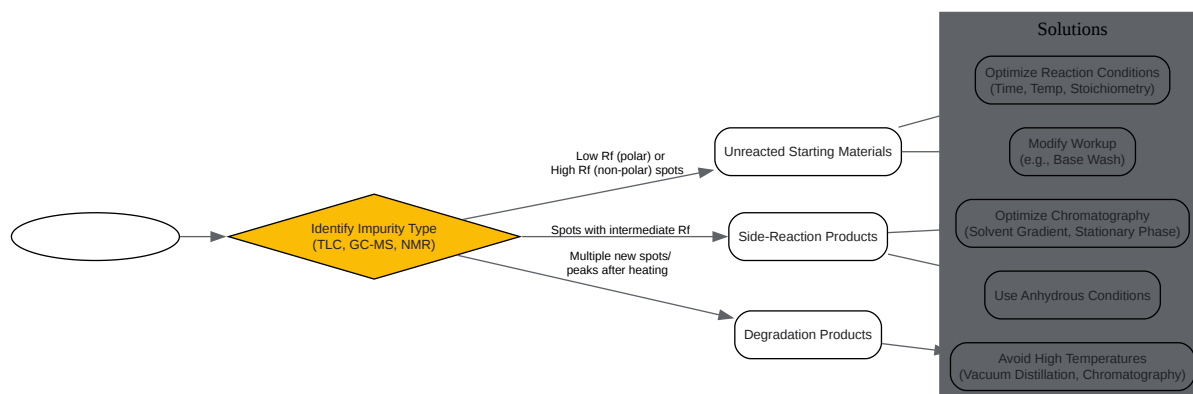 Solutions
Optimize Reaction Conditions
(Time, Temp, Stoichiometry)
Low Rf (polar) or
High Rf (non-polar) spots
Unreacted Starting Materials
Modify Workup
(e.g., Base Wash)
Identify Impurity Type
(TLC, GC-MS, NMR)
Spots with intermediate Rf
Side-Reaction Products
Optimize Chromatography
(Solvent Gradient, Stationary Phase)
Multiple new spots/
peaks after heating
Use Anhydrous Conditions
Degradation Products
Avoid High Temperatures
(Vacuum Distillation, Chromatography)